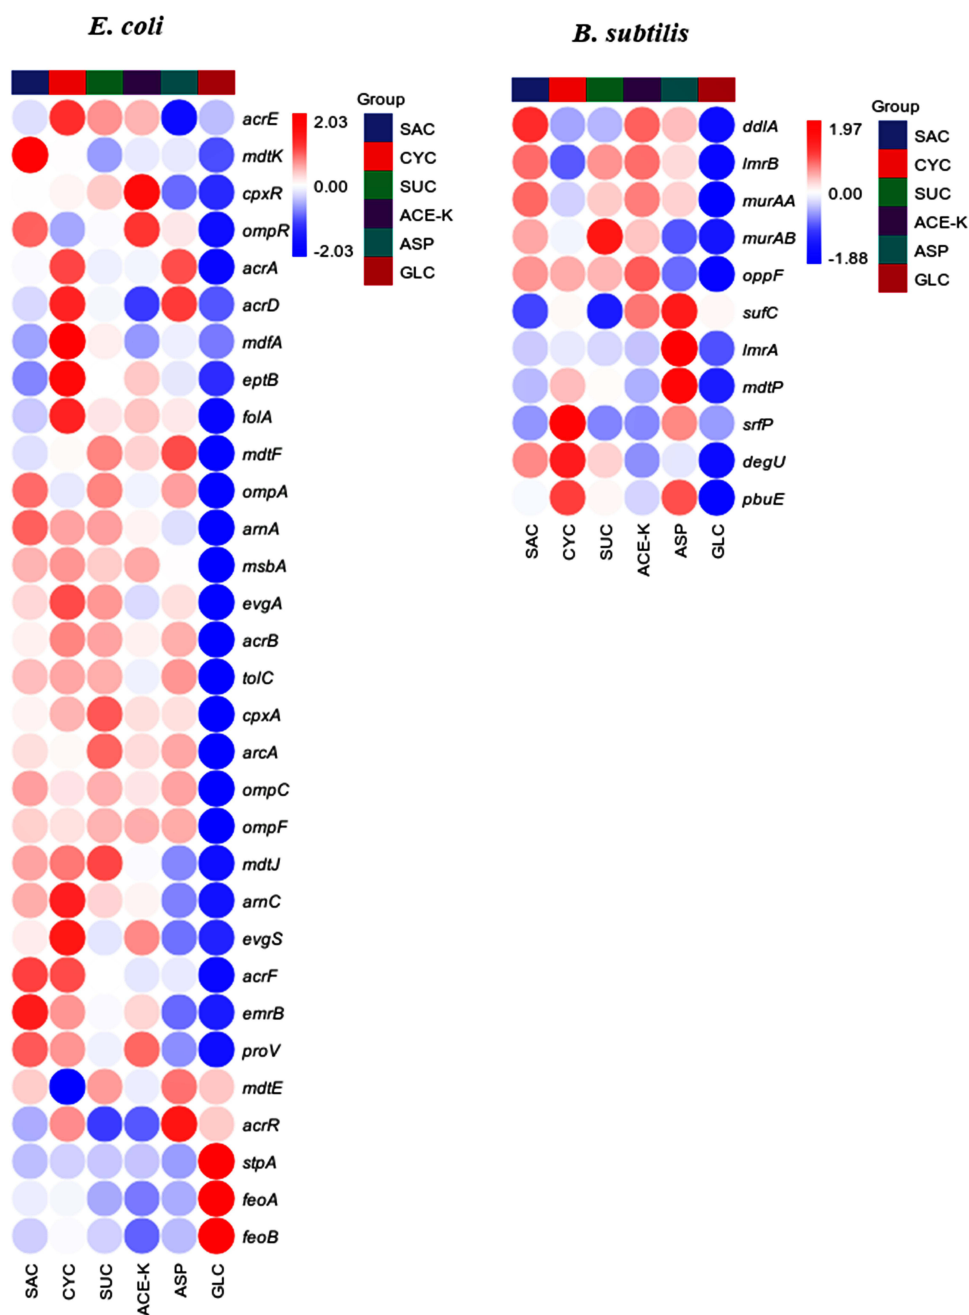 E. coli
acrE
mdtK
cpxR
ompR
acrA
acrD
mdfA
eptB
folA
mdtF
ompA
arnA
msbA
evgA
acrB
tolC
cpxA
arcA
ompC
ompF
mdtJ
arnC
evgS
acrF
emrB
proV
mdtE
acrR
stpA
feoA
feoB
SAC
CYC
SUC
ACE-K
ASP
GLC
2.03
0.00
-2.03
Group
SAC
CYC
SUC
ACE-K
ASP
GLC
B. subtilis
ddlA
lmrB
murAA
murAB
oppF
sufC
lmrA
mdtP
srfP
degU
pbuE
SAC
CYC
SUC
ACE-K
ASP
GLC
1.97
0.00
-1.88
Group
SAC
CYC
SUC
ACE-K
ASP
GLC